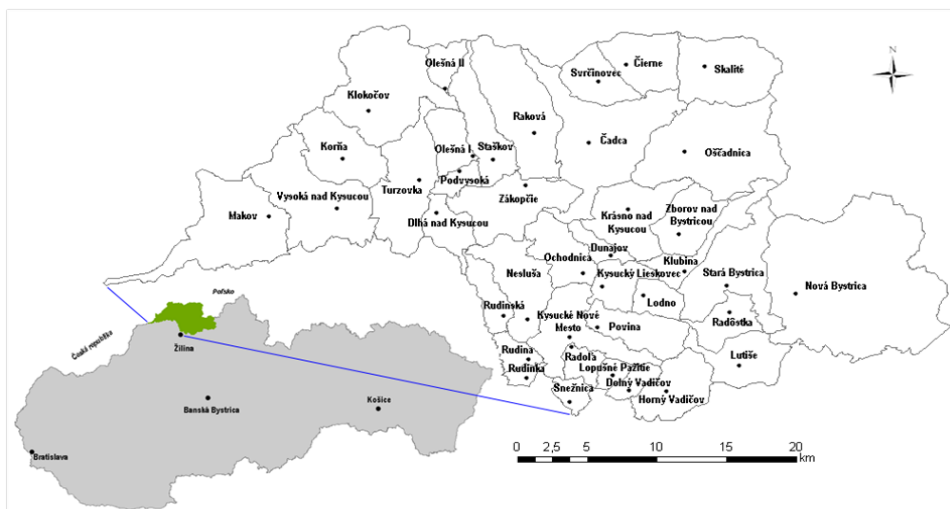 N
Olešná II
Čierne
Svrčinovec
Skalité
Klokočov
Raková
Čadca
Olešná I
Staškov
Oščadnica
Korňa
Podvysoká
Turzovka
Vysoká nad Kysucou
Zákopčie
Makov
Dlhá nad Kysucou
Krásno nad
Kysucou
Zborov nad
Bystricou
Dunajov
Ochodnica
Klubina
Nesluša
Kysucký Lieskovec
Stará Bystrica
Nová Bystrica
Lodno
Rudinská
Kysucké Nové
Mesto
Povina
Radôstka
Rudina
Radoľa
Lutiše
Rudinka
Lopušné Pažite
Dolný Vadičov
Snežnica
Horný Vadičov
Poľsko
Česká republika
Žilina
Banská Bystrica
Košice
Bratislava
0 2,5 5 10 15 20
km